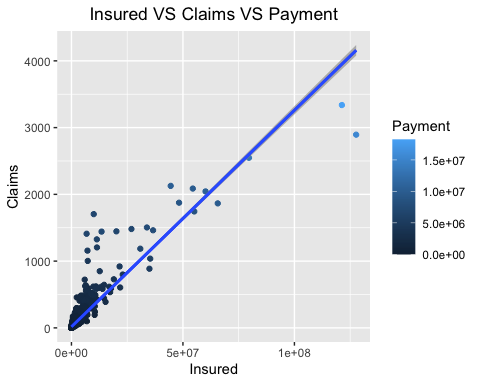 Insured VS Claims VS Payment
Claims
4000
3000
2000
1000
0
0e+00 5e+07 1e+08
Insured
Payment
1.5e+07
1.0e+07
5.0e+06
0.0e+00